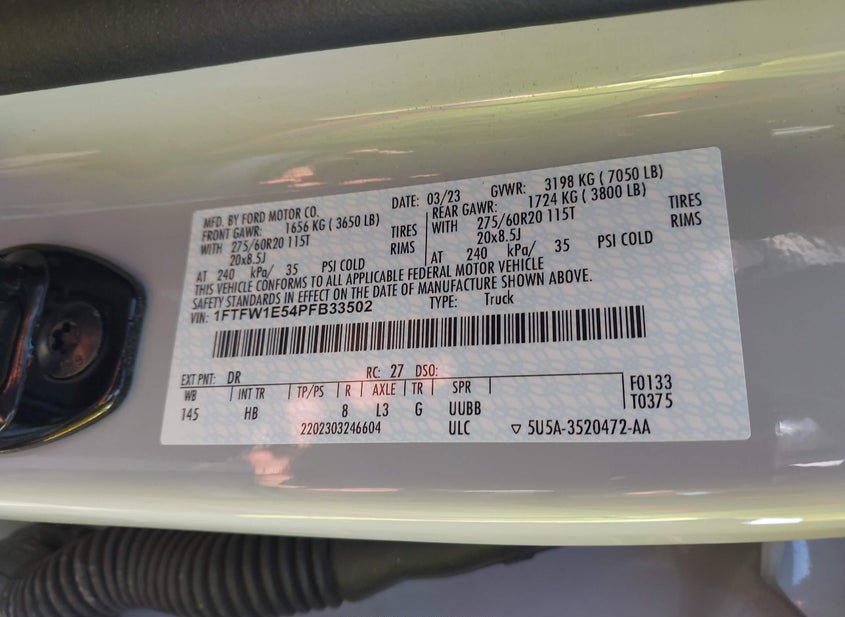 MFD. BY FORD MOTOR CO. DATE: 03/23 GVWR: 3198 KG ( 7050 LB)
FRONT GAWR: 1656 KG ( 3650 LB) REAR GAWR: 1724 KG ( 3800 LB)
WITH 275/60R20 115T TIRES WITH 275/60R20 115T TIRES
20x8.5J RIMS 20x8.5J RIMS
AT 240 kPa/ 35 PSI COLD AT 240 kPa/ 35 PSI COLD
THIS VEHICLE CONFORMS TO ALL APPLICABLE FEDERAL MOTOR VEHICLE
SAFETY STANDARDS IN EFFECT ON THE DATE OF MANUFACTURE SHOWN ABOVE.
VIN: 1FTFW1E54PFB33502 TYPE: Truck
EXT PNT: DR RC: 27 DSO:
WB INT TR TP/PS R AXLE TR SPR F0133
145 HB 8 L3 G UUBB T0375
2202303246604 ULC ▽ 5U5A-3520472-AA